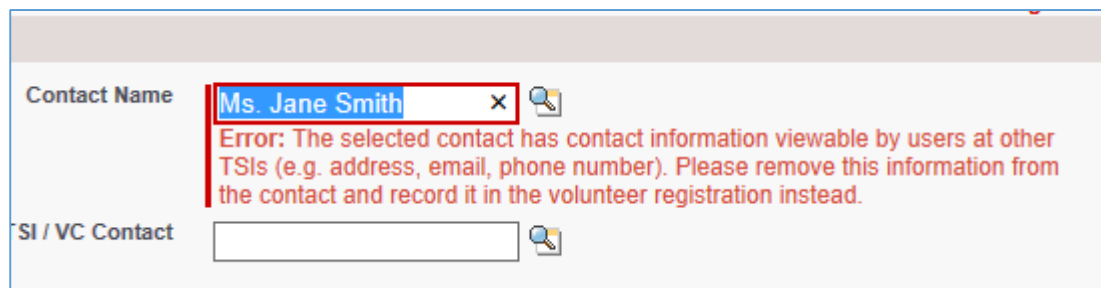 Contact Name
Ms. Jane Smith
Error: The selected contact has contact information viewable by users at other
TSIs (e.g. address, email, phone number). Please remove this information from
the contact and record it in the volunteer registration instead.
SI / VC Contact